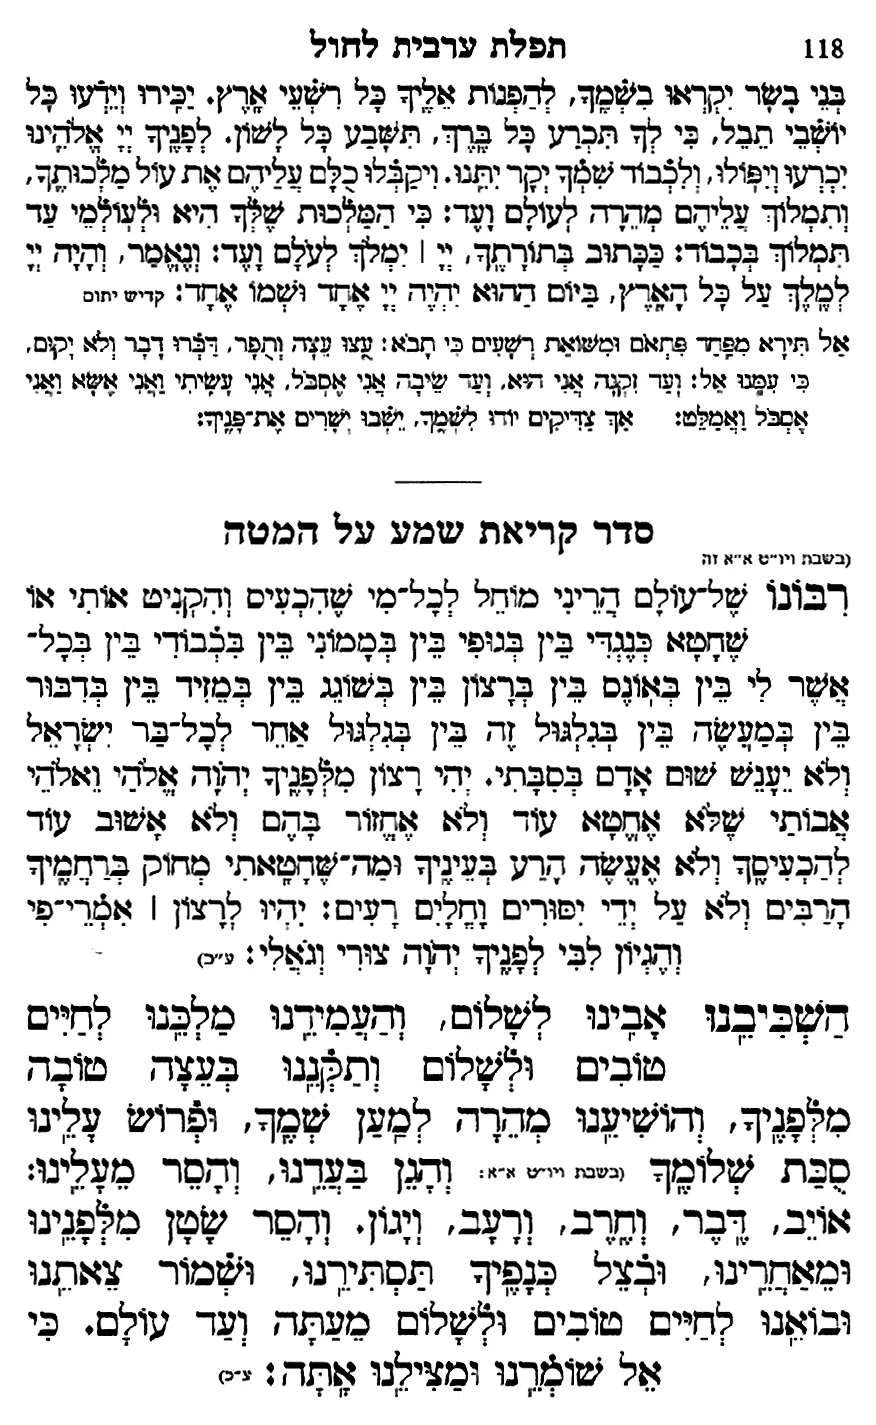 118 תפלת ערבית לחול
בְּנֵי בָשָׂר יִקְרְאוּ בִשְׁמֶֽךָ, לְהַפְנוֹת אֵלֶֽיךָ כָּל רִשְׁעֵי אָֽרֶץ. יַכִּֽירוּ וְיֵדְעוּ כָּל
יוֹשְׁבֵי תֵבֵל, כִּי לְךָ תִּכְרַע כָּל בֶּֽרֶךְ, תִּשָּׁבַע כָּל לָשׁוֹן. לְפָנֶֽיךָ יְיָ אֱלֹהֵֽינוּ
יִכְרְעוּ וְיִפּֽוֹלוּ, וְלִכְבוֹד שִׁמְךָ יְקָר יִתֵּֽנוּ. וִיקַבְּלוּ כֻלָּם עֲלֵיהֶם אֶת עוֹל מַלְכוּתֶֽךָ,
וְתִמְלוֹךְ עֲלֵיהֶם מְהֵרָה לְעוֹלָם וָעֶד: כִּי הַמַּלְכוּת שֶׁלְּךָ הִיא וּלְעֽוֹלְמֵי עַד
תִּמְלוֹךְ בְּכָבוֹד: כַּכָּתוּב בְּתוֹרָתֶֽךָ, יְיָ | יִמְלֹךְ לְעֹלָם וָעֶד: וְנֶאֱמַר, וְהָיָה יְיָ
לְמֶֽלֶךְ עַל כָּל הָאָֽרֶץ, בַּיּוֹם הַהוּא יִהְיֶה יְיָ אֶחָד וּשְׁמוֹ אֶחָד: קדיש יתום
אַל תִּירָא מִפַּֽחַד פִּתְאֹם וּמִשּׁוֹאַת רְשָׁעִים כִּי תָבֹא: עֻֽצוּ עֵצָה וְתֻפָר, דַּבְּרוּ דָבָר וְלֹא יָקוּם,
כִּי עִמָּֽנוּ אֵל: וְעַד זִקְנָה אֲנִי הוּא, וְעַד שֵׂיבָה אֲנִי אֶסְבֹּל, אֲנִי עָשִֽׂיתִי וַאֲנִי אֶשָּׂא וַאֲנִי
אֶסְבֹּל וַאֲמַלֵּט: אַךְ צַדִּיקִים יוֹדוּ לִשְׁמֶֽךָ, יֵשְׁבוּ יְשָׁרִים אֶת־פָּנֶֽיךָ:
סדר קריאת שמע על המטה
(בשבת ויו״ט א״א זה
רִבּוֹנוֹ שֶׁל־עוֹלָם הֲרֵינִי מוֹחֵל לְכָל־מִי שֶׁהִכְעִיס וְהִקְנִיט אוֹתִי אוֹ
שֶׁחָטָא כְּנֶגְדִּי בֵּין בְּגוּפִי בֵּין בְּמָמוֹנִי בֵּין בִּכְבוֹדִי בֵּין בְּכָל־
אֲשֶׁר לִי בֵּין בְּאֽוֹנֶס בֵּין בְּרָצוֹן בֵּין בְּשׁוֹגֵג בֵּין בְּמֵזִיד בֵּין בְּדִבּוּר
בֵּין בְּמַעֲשֶׂה בֵּין בְּגִלְגּוּל זֶה בֵּין בְּגִלְגּוּל אַחֵר לְכָל־בַּר יִשְׂרָאֵל
וְלֹא יֵעָנֵשׁ שׁוּם אָדָם בְּסִבָּתִי. יְהִי רָצוֹן מִלְּפָנֶֽיךָ יְהֹוָה אֱלֹהַי וֵאלֹהֵי
אֲבוֹתַי שֶׁלֹּא אֶחֱטָא עוֹד וְלֹא אֶחֱזוֹר בָּהֶם וְלֹא אָשׁוּב עוֹד
לְהַכְעִיסֶֽךָ וְלֹא אֶעֱשֶׂה הָרַע בְּעֵינֶֽיךָ וּמַה־שֶּׁחָטָֽאתִי מְחוֹק בְּרַחֲמֶֽיךָ
הָרַבִּים וְלֹא עַל יְדֵי יִסּוּרִים וָחֳלָיִם רָעִים: יִֽהְיוּ לְרָצוֹן | אִמְרֵי־פִי
וְהֶגְיוֹן לִבִּי לְפָנֶֽיךָ יְהֹוָה צוּרִי וְגֹאֲלִי: ע״כ)
הַשְׁכִּיבֵֽנוּ אָבִֽינוּ לְשָׁלוֹם, וְהַעֲמִידֵֽנוּ מַלְכֵּֽנוּ לְחַיִּים
טוֹבִים וּלְשָׁלוֹם וְתַקְּנֵֽנוּ בְּעֵצָה טוֹבָה
מִלְּפָנֶֽיךָ, וְהוֹשִׁיעֵֽנוּ מְהֵרָה לְמַֽעַן שְׁמֶֽךָ, וּפְרוֹשׂ עָלֵֽינוּ
סֻכַּת שְׁלוֹמֶֽךָ (בשבת ויו״ט א״א: וְהָגֵן בַּעֲדֵֽנוּ, וְהָסֵר מֵעָלֵֽינוּ:
אוֹיֵב, דֶּֽבֶר, וְחֶֽרֶב, וְרָעָב, וְיָגוֹן. וְהָסֵר שָׂטָן מִלְּפָנֵֽינוּ
וּמֵאַחֲרֵֽינוּ, וּבְצֵל כְּנָפֶֽיךָ תַּסְתִּירֵֽנוּ, וּשְׁמוֹר צֵאתֵֽנוּ
וּבוֹאֵֽנוּ לְחַיִּים טוֹבִים וּלְשָׁלוֹם מֵעַתָּה וְעַד עוֹלָם. כִּי
אֵל שׁוֹמְרֵֽנוּ וּמַצִּילֵֽנוּ אָֽתָּה: ע״כ)